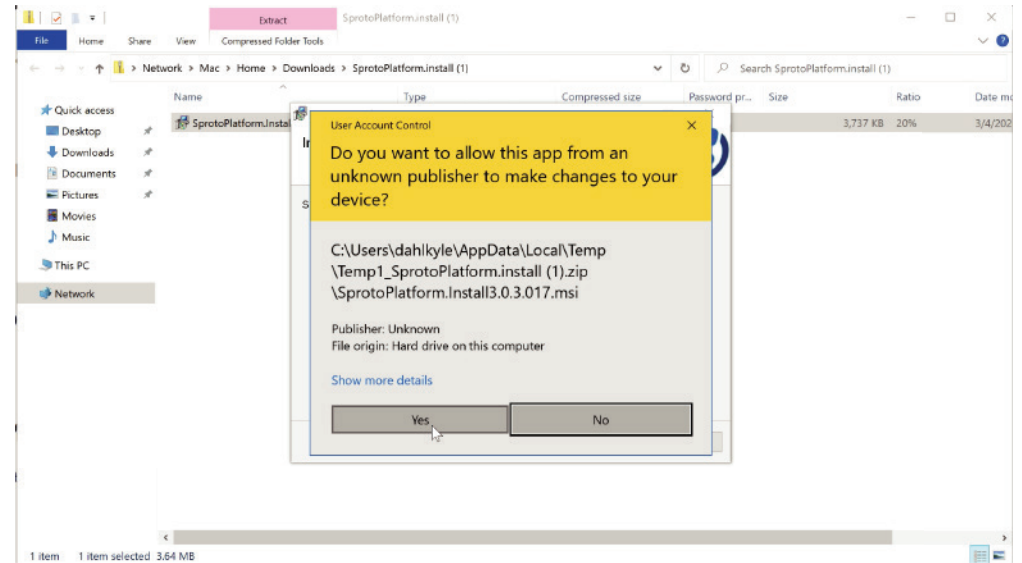 Extract
SprotoPlatform.install (1)
File
Home
Share
View
Compressed Folder Tools
Network > Mac > Home > Downloads > SprotoPlatform.install (1)
Search SprotoPlatform.install (1)
Name
Type
Compressed size
Password pr...
Size
Ratio
Date mo
Quick access
Desktop
Downloads
Documents
Pictures
Movies
Music
This PC
Network
SprotoPlatform.Instal
3,737 KB
20%
3/4/202
User Account Control
Do you want to allow this app from an
unknown publisher to make changes to your
device?
C:\Users\dahlkyle\AppData\Local\Temp
\Temp1_SprotoPlatform.install (1).zip
\SprotoPlatform.Install3.0.3.017.msi
Publisher: Unknown
File origin: Hard drive on this computer
Show more details
Yes
No
1 item
1 item selected
3.64 MB